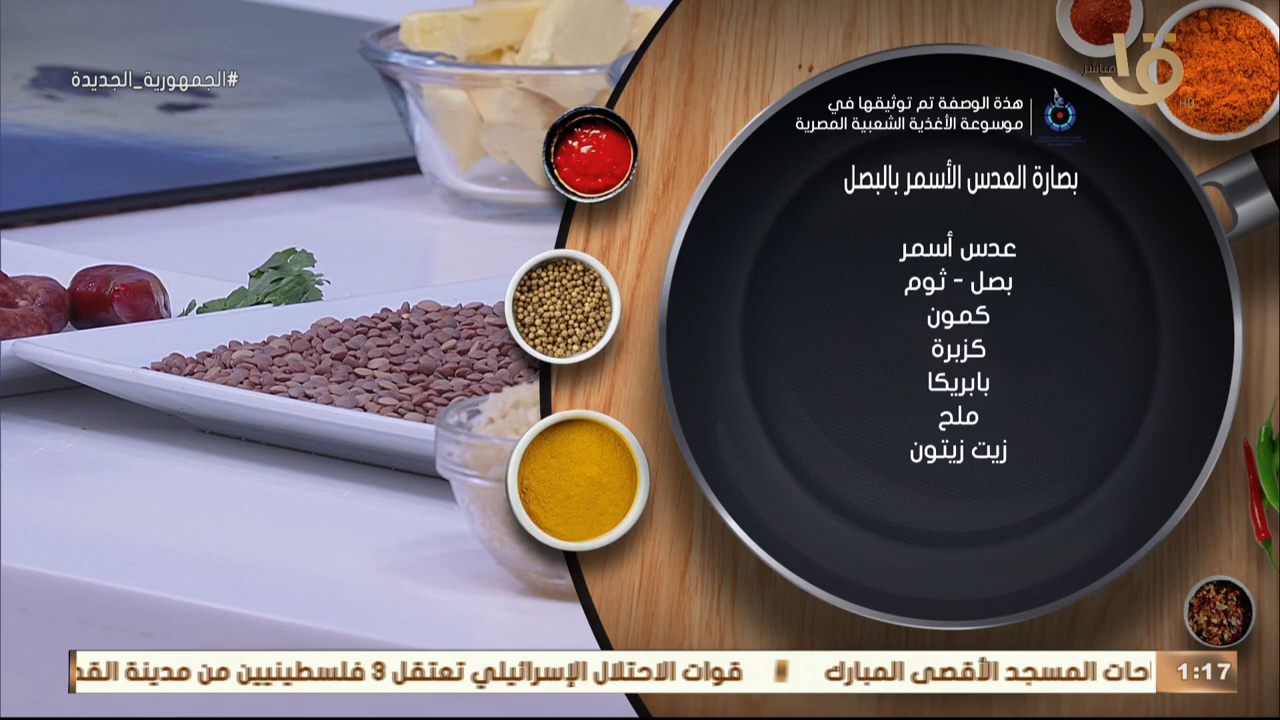 #الجمهورية_الجديدة
مباشر
HD
هذة الوصفة تم توثيقها في
موسوعة الأغذية الشعبية المصرية
بصارة العدس الأسمر بالبصل
عدس أسمر
بصل - ثوم
كمون
كزبرة
بابريكا
ملح
زيت زيتون
1:17
احات المسجد الأقصى المبارك
قوات الاحتلال الإسرائيلي تعتقل 3 فلسطينيين من مدينة القد